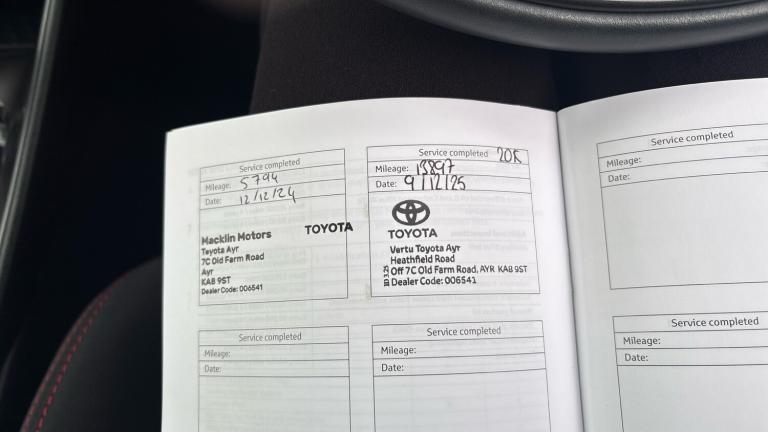 Service completed
Mileage: 5794
Date: 12/12/24
Macklin Motors TOYOTA
Toyota Ayr
7C Old Farm Road
Ayr
KA8 9ST
Dealer Code: 006541
Service completed 20K
Mileage: 13897
Date: 9/12/25
TOYOTA
Vertu Toyota Ayr
Heathfield Road
Off 7C Old Farm Road, AYR KA8 9ST
Dealer Code: 006541
Service completed
Mileage:
Date:
Service completed
Mileage:
Date:
Service completed
Mileage:
Date:
Service completed
Mileage:
Date: